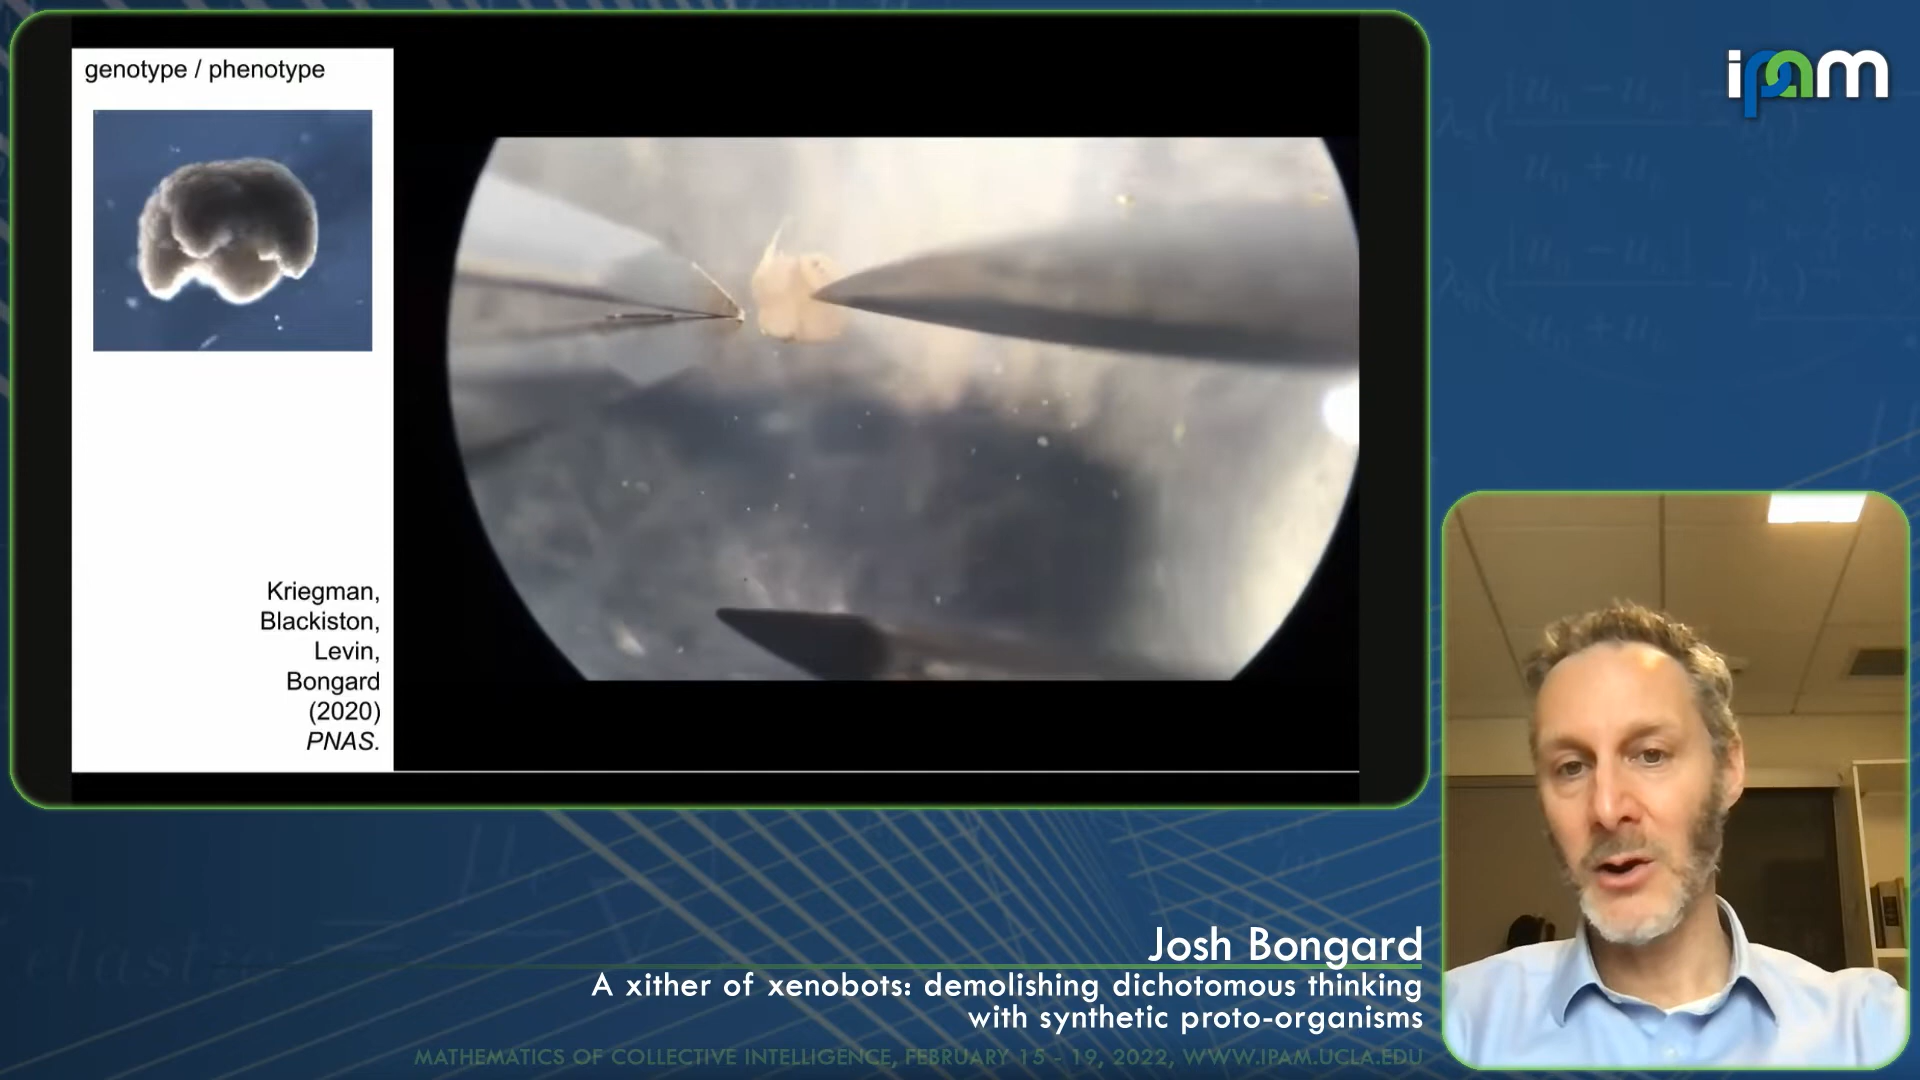 genotype / phenotype
Kriegman,
Blackiston,
Levin,
Bongard
(2020)
PNAS.
ipam
Josh Bongard
A xither of xenobots: demolishing dichotomous thinking
with synthetic proto-organisms
MATHEMATICS OF COLLECTIVE INTELLIGENCE, FEBRUARY 15 - 19, 2022, WWW.IPAM.UCLA.EDU